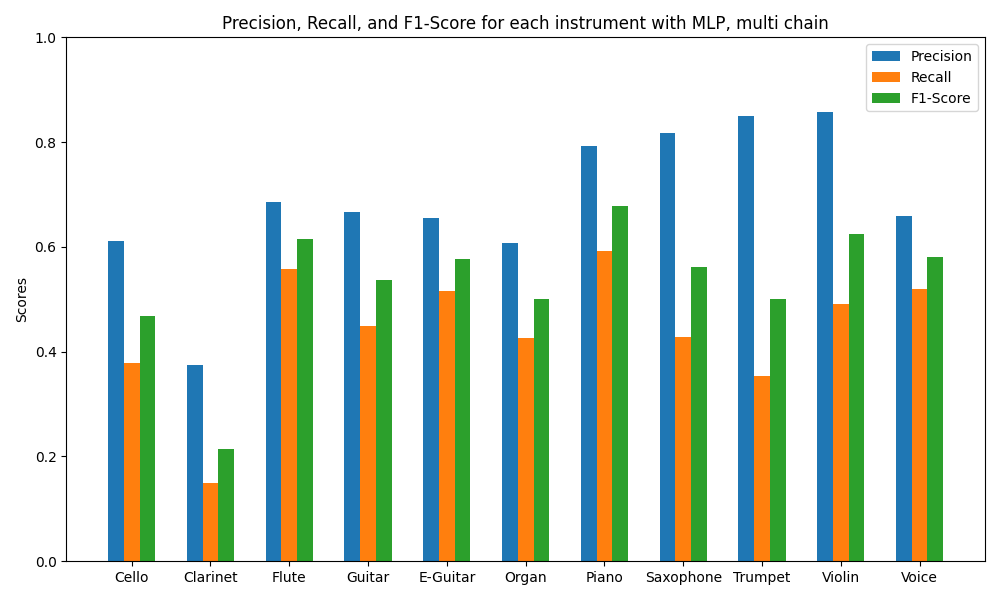 Precision, Recall, and F1-Score for each instrument with MLP, multi chain
1.0
0.8
0.6
0.4
0.2
0.0
Scores
Precision
Recall
F1-Score
Cello Clarinet Flute Guitar E-Guitar Organ Piano Saxophone Trumpet Violin Voice